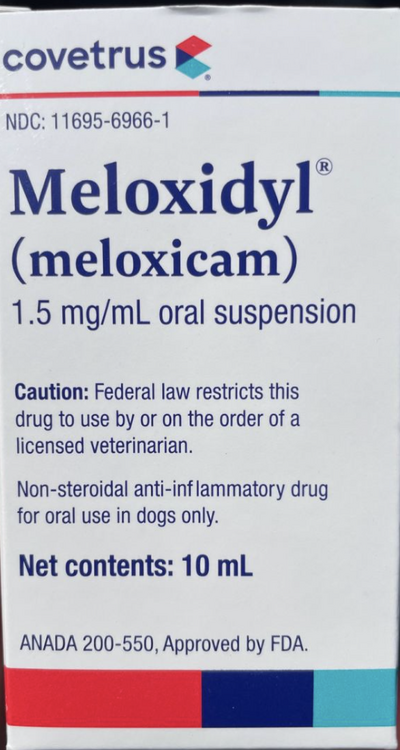 covetrus®
NDC: 11695-6966-1
Meloxidyl®
(meloxicam)
1.5 mg/mL oral suspension
Caution: Federal law restricts this
drug to use by or on the order of a
licensed veterinarian.
Non-steroidal anti-inflammatory drug
for oral use in dogs only.
Net contents: 10 mL
ANADA 200-550, Approved by FDA.